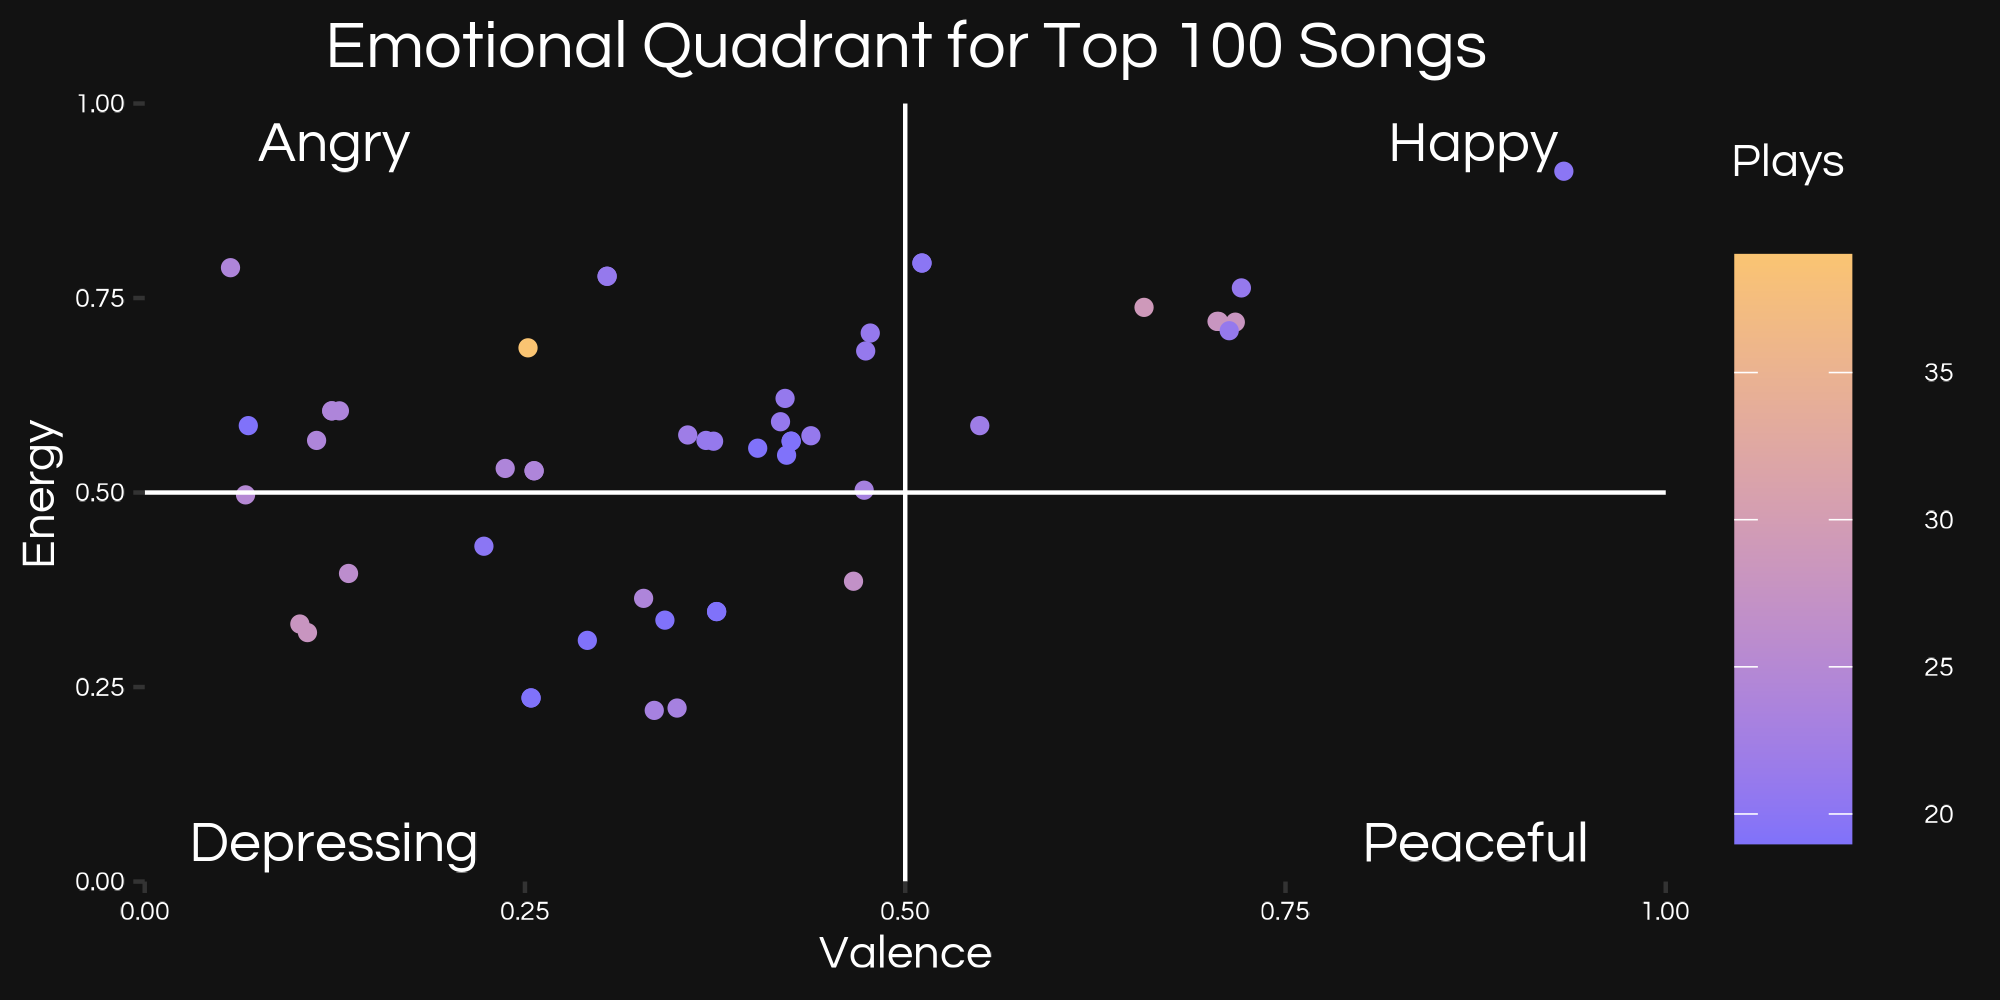 Emotional Quadrant for Top 100 Songs
1.00
Angry
Happy
Plays
0.75
35
Energy
0.50
30
25
0.25
20
Depressing
Peaceful
0.00
0.00
0.25
0.50
0.75
1.00
Valence